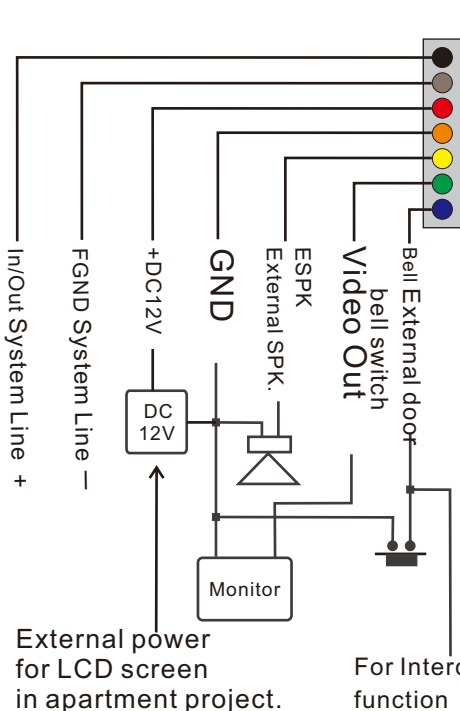 In/Out System Line +
FGND System Line —
+DC12V
GND
ESPK
External SPK.
Video Out
Bell External door
bell switch
DC
12V
Monitor
External power
for LCD screen
in apartment project.
For
function